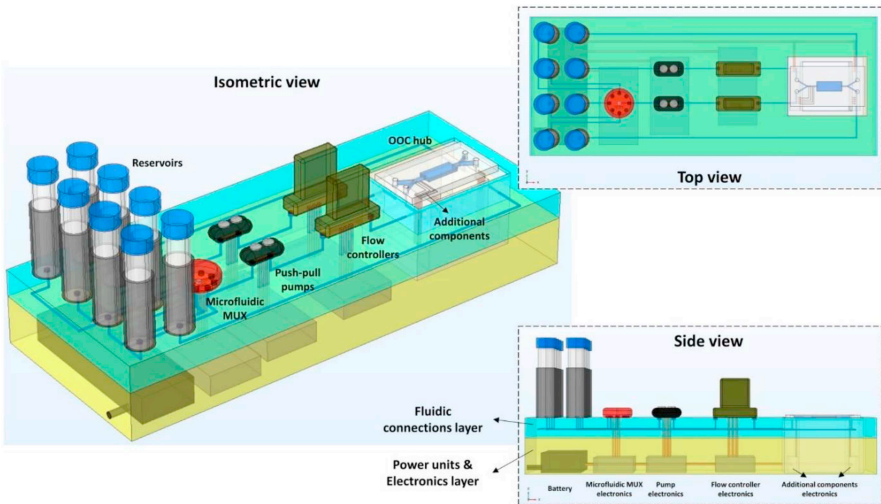 Isometric view
Reservoirs
OOC hub
Additional
components
Flow
controllers
Push-pull
pumps
Microfluidic
MUX
Top view
Side view
Fluidic
connections layer
Power units &
Electronics layer
Battery
Microfluidic MUX
electronics
Pump
electronics
Flow controller
electronics
Additional components
electronics